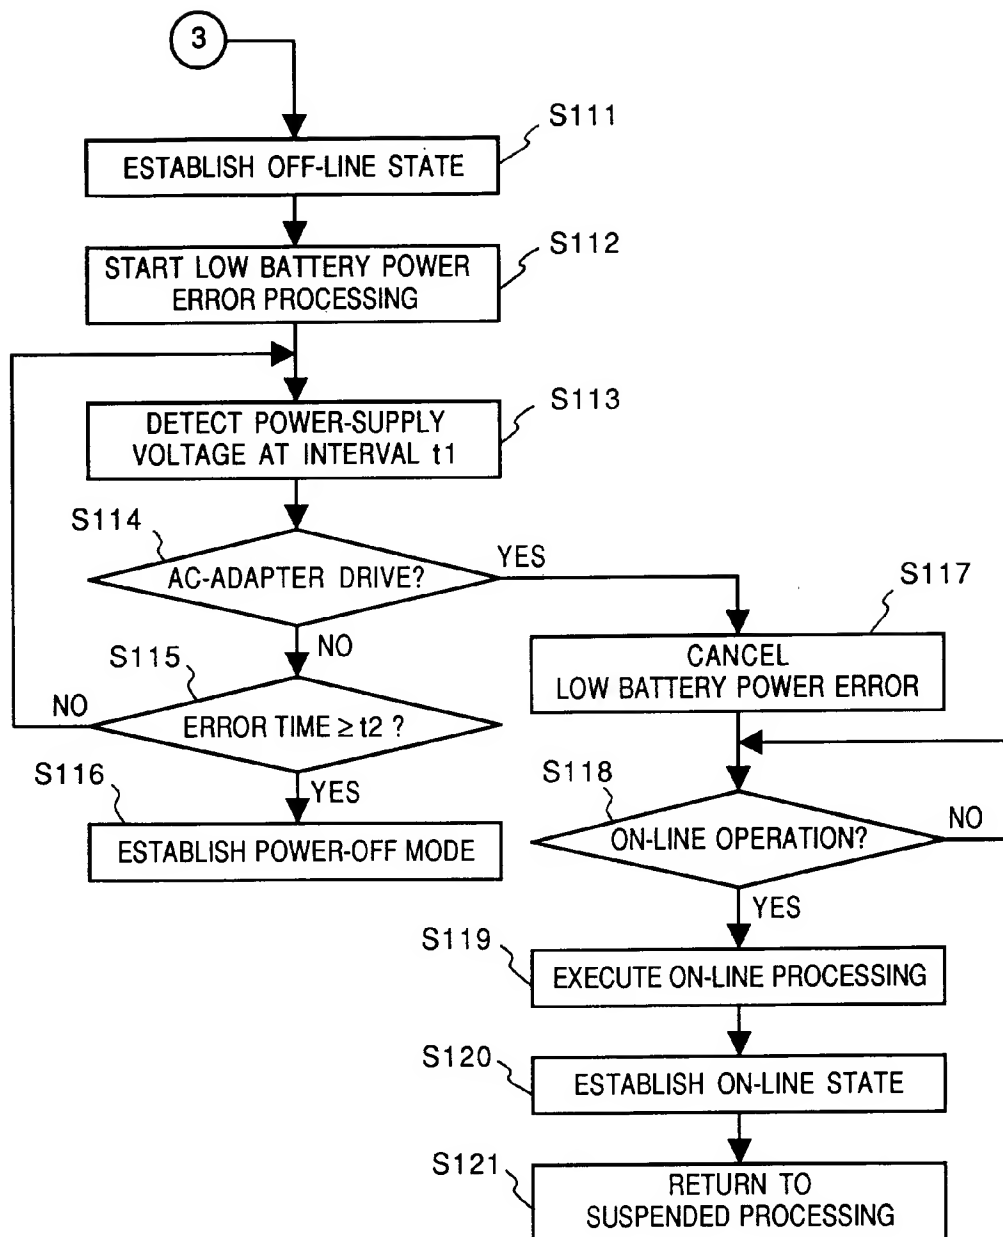 3
S111
ESTABLISH OFF-LINE STATE
S112
START LOW BATTERY POWER
ERROR PROCESSING
S113
DETECT POWER-SUPPLY
VOLTAGE AT INTERVAL t1
S114
AC-ADAPTER DRIVE?
YES
NO
S115
ERROR TIME ≥ t2 ?
NO
YES
S116
ESTABLISH POWER-OFF MODE
S117
CANCEL
LOW BATTERY POWER ERROR
S118
ON-LINE OPERATION?
NO
YES
S119
EXECUTE ON-LINE PROCESSING
S120
ESTABLISH ON-LINE STATE
S121
RETURN TO
SUSPENDED PROCESSING